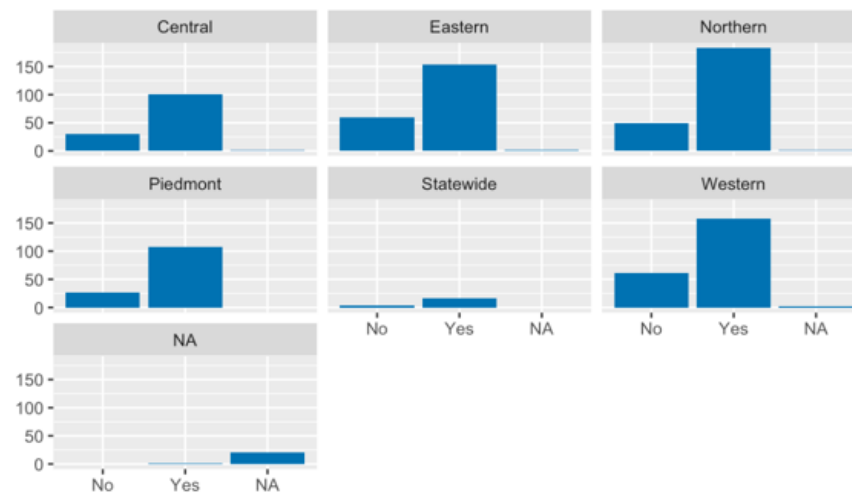 Central Eastern Northern
150
100
50
0
Piedmont Statewide Western
150
100
50
0
No Yes NA No Yes NA
NA
150
100
50
0
No Yes NA